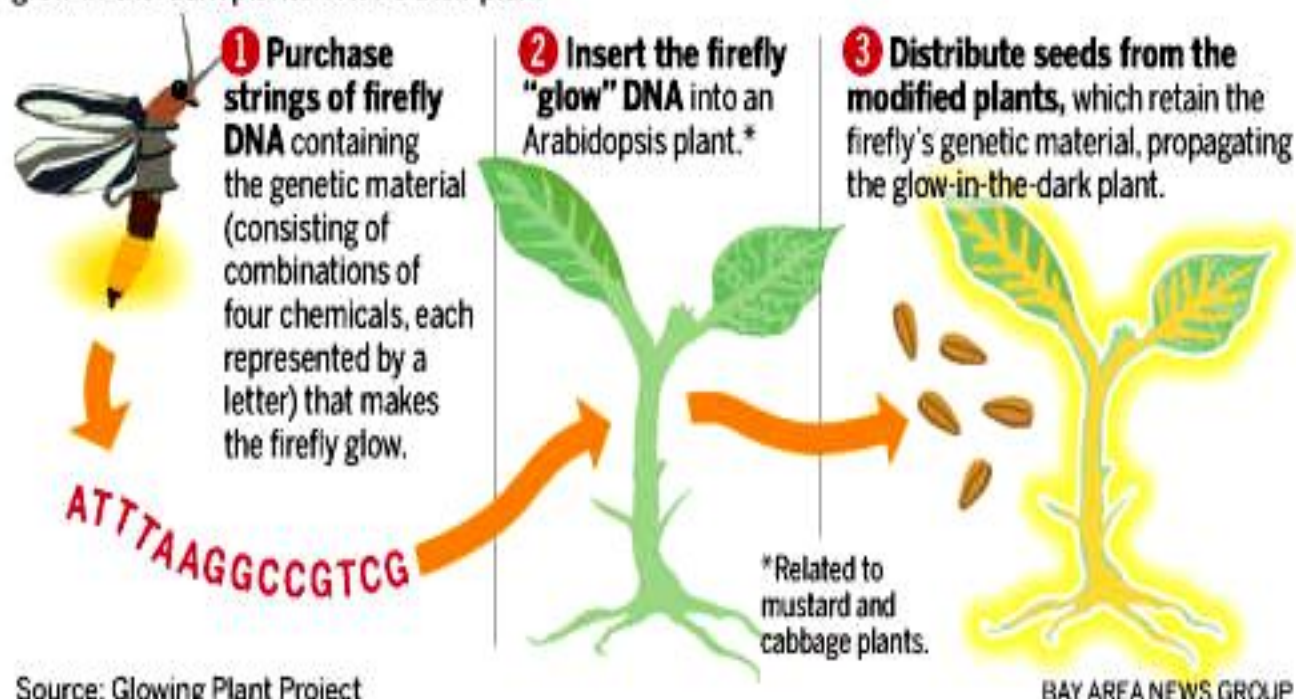 1 Purchase
strings of firefly
DNA containing
the genetic material
(consisting of
combinations of
four chemicals, each
represented by a
letter) that makes
the firefly glow.
ATTTAAGGCCGTCG
2 Insert the firefly
“glow” DNA into an
Arabidopsis plant.*
*Related to
mustard and
cabbage plants.
3 Distribute seeds from the
modified plants, which retain the
firefly's genetic material, propagating
the glow-in-the-dark plant.
Source: Glowing Plant Project
BAY AREA NEWS GROUP